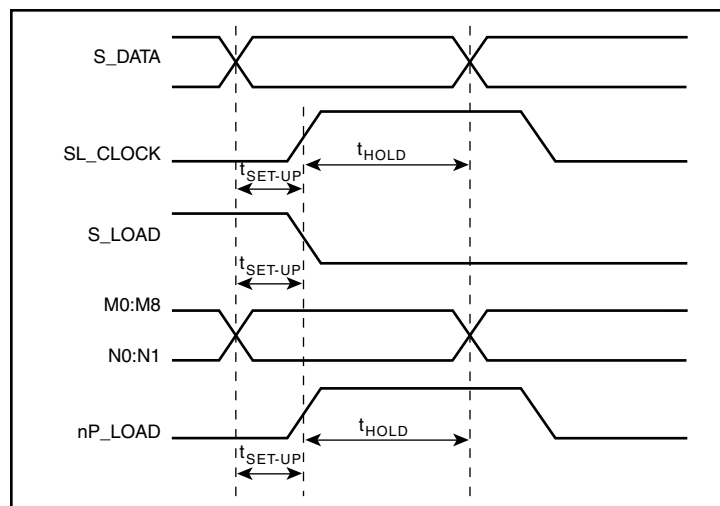 S_DATA
SL_CLOCK
tHOLD
tSET-UP
S_LOAD
tSET-UP
M0:M8
N0:N1
nP_LOAD
tHOLD
tSET-UP